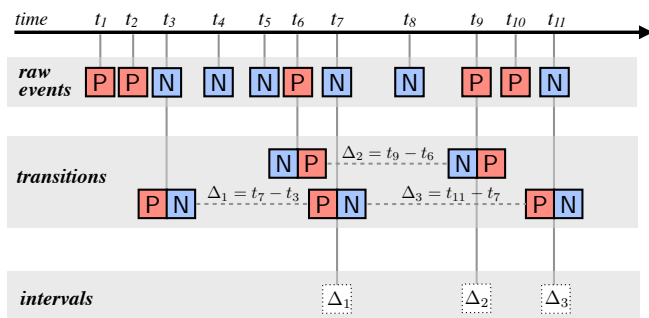 time t1 t2 t3 t4 t5 t6 t7 t8 t9 t10 t11
raw events P P N N N P N N P P N
N P Δ2 = t9 − t6 N P
transitions
P N Δ1 = t7 − t3 P N Δ3 = t11 − t7 P N
intervals Δ1 Δ2 Δ3